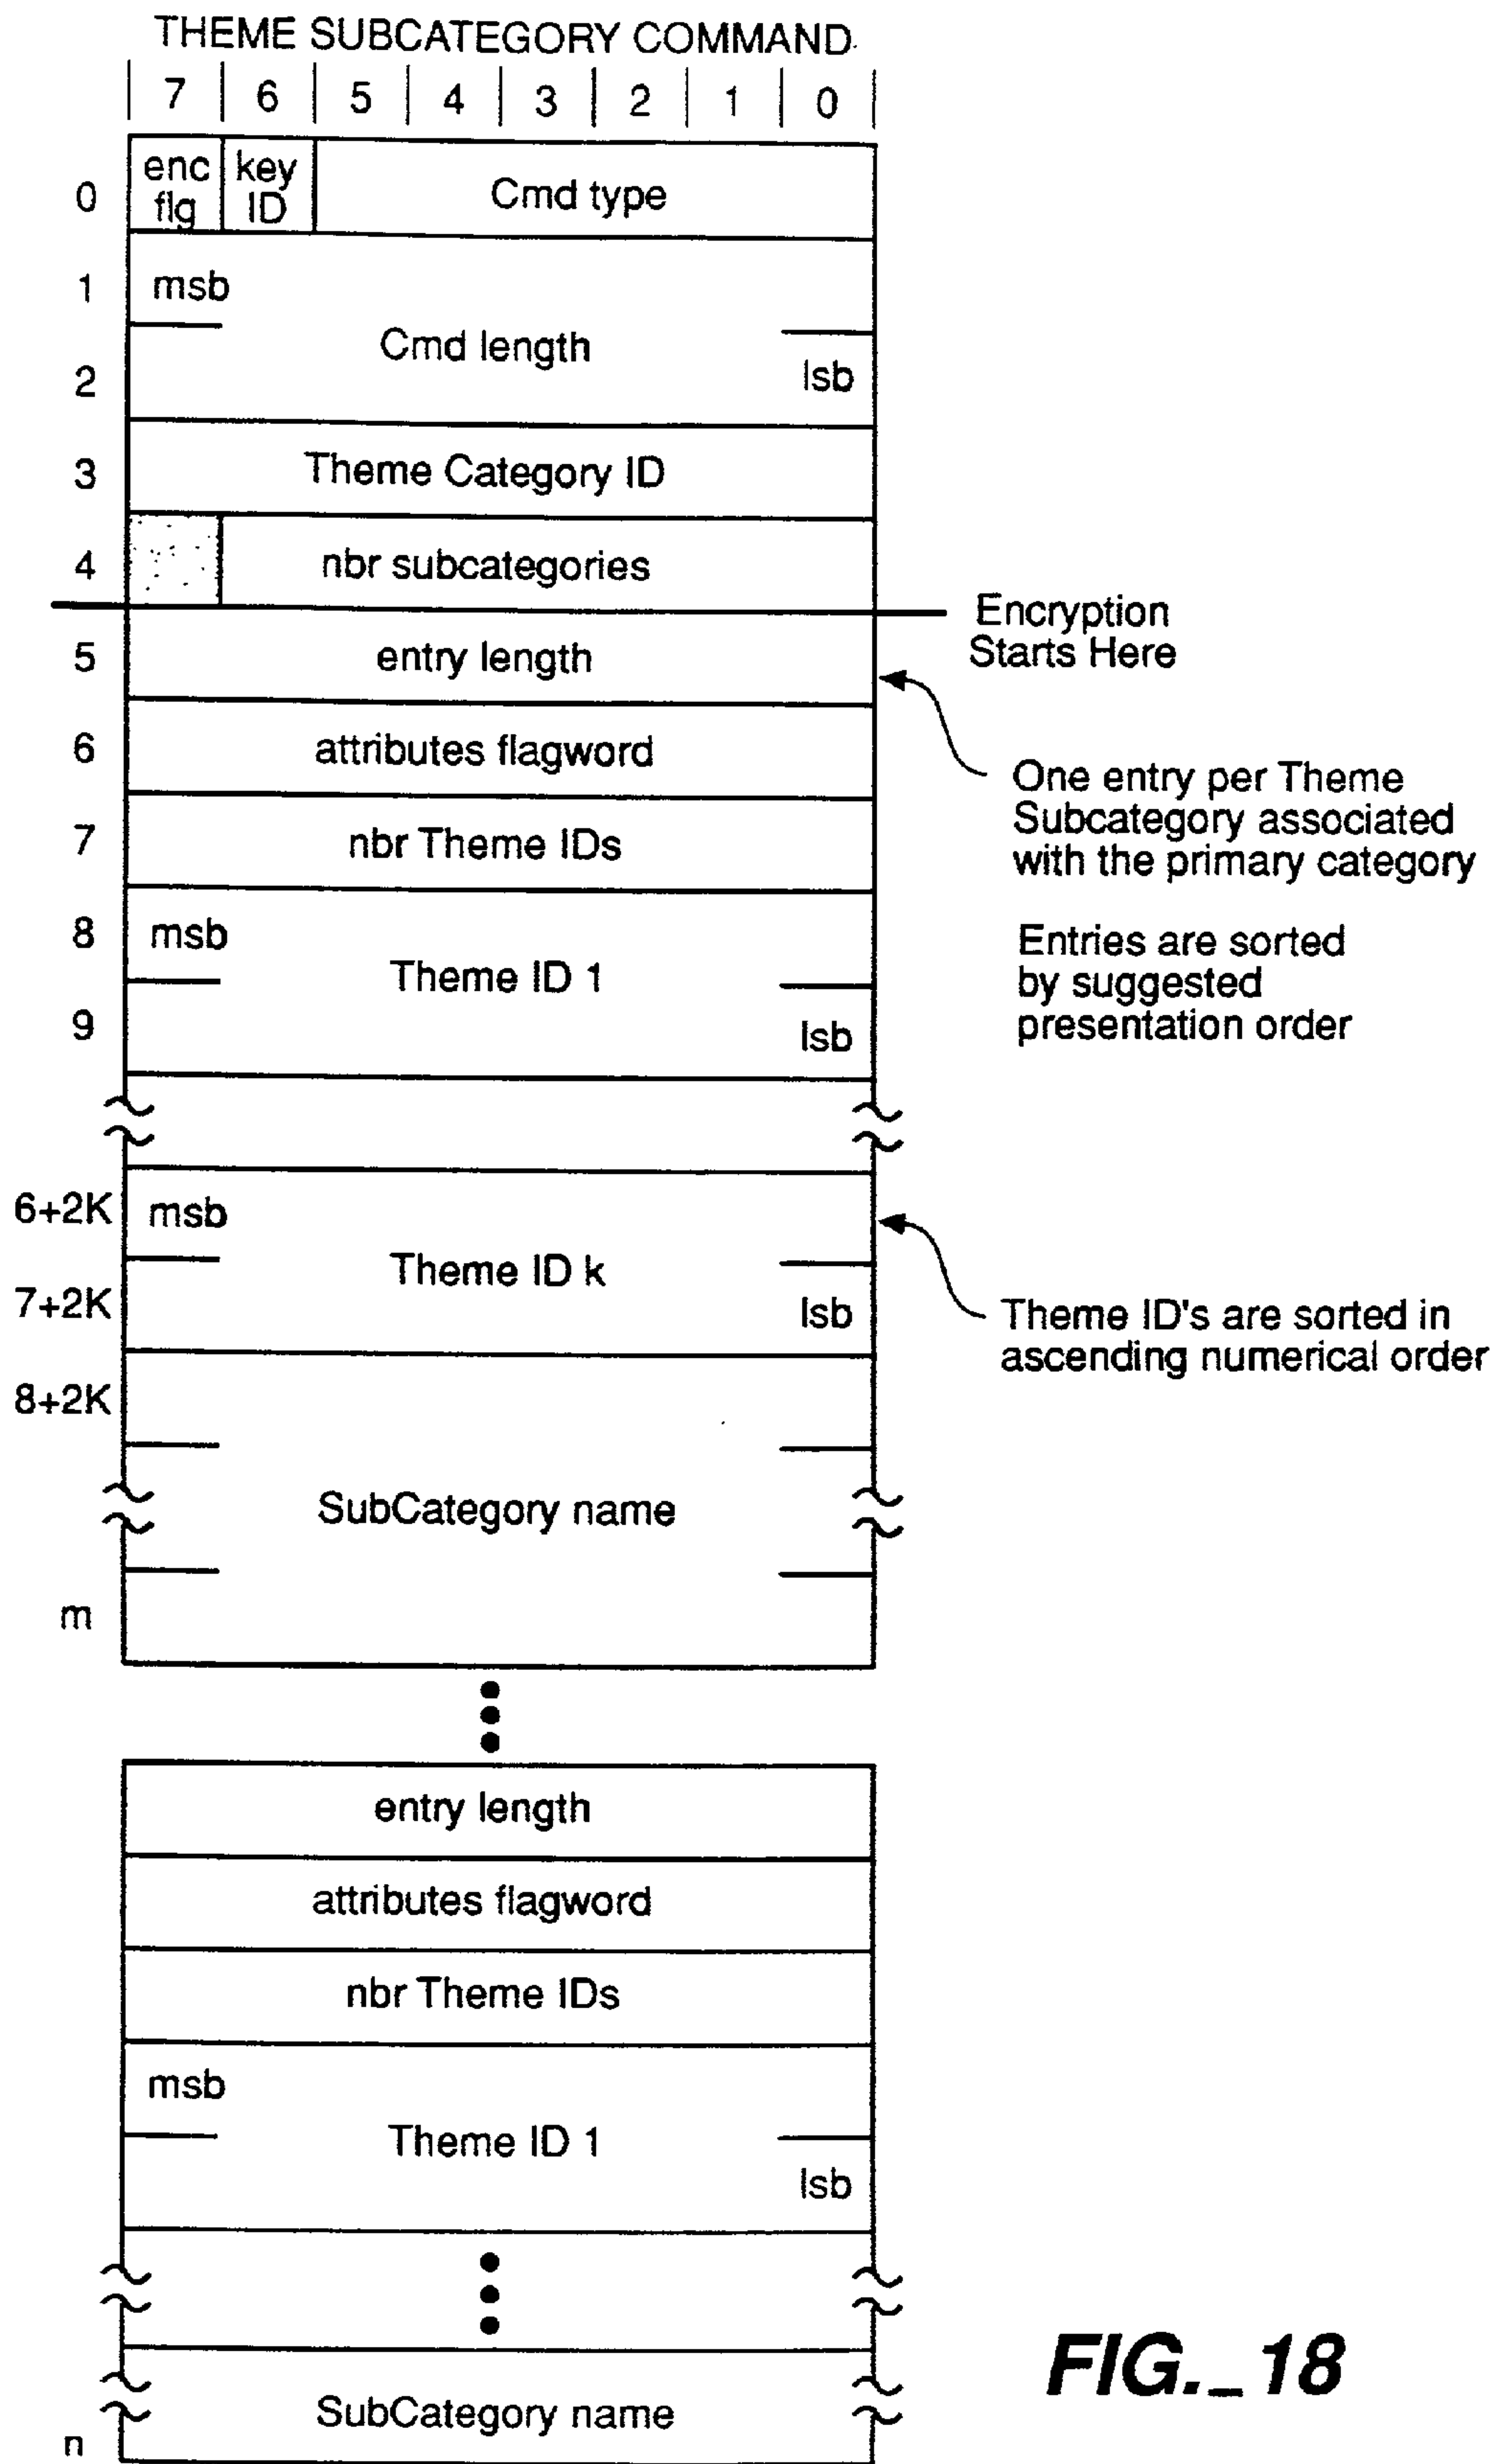 THEME SUBCATEGORY COMMAND
7 6 5 4 3 2 1 0
0
enc
flg
key
ID
Cmd type
1
msb
Cmd length
2
lsb
3
Theme Category ID
4
nbr subcategories
Encryption
Starts Here
5
entry length
6
attributes flagword
One entry per Theme
Subcategory associated
with the primary category
7
nbr Theme IDs
8
msb
Entries are sorted
by suggested
presentation order
Theme ID 1
9
lsb
6+2K
msb
Theme ID k
7+2K
lsb
Theme ID's are sorted in
ascending numerical order
8+2K
SubCategory name
m
entry length
attributes flagword
nbr Theme IDs
msb
Theme ID 1
lsb
SubCategory name
n
FIG._18